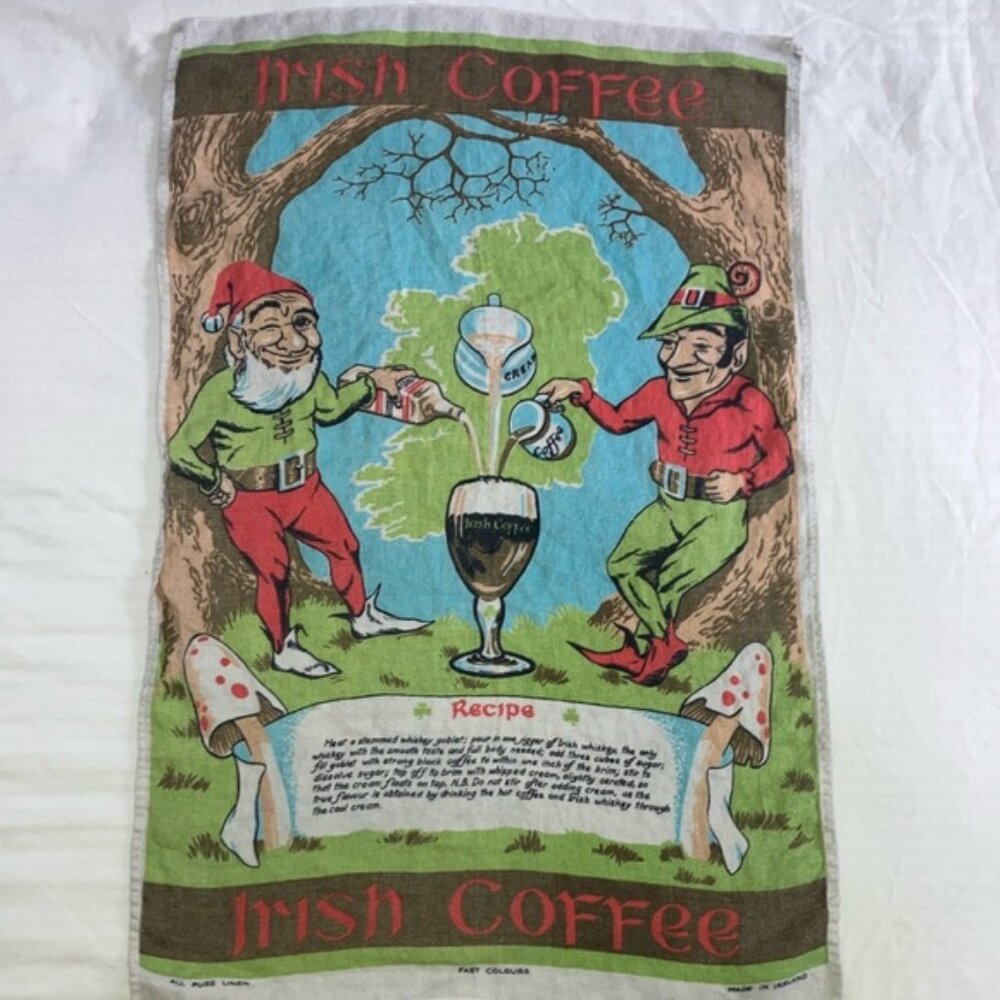 Irish Coffee
CREAM
Coffee
Irish Coffee
Recipe
Heat a stemmed whiskey goblet; pour in one jigger of Irish whiskey, the only
whiskey with the smooth taste and full body needed; add three cubes of sugar;
fill goblet with strong black coffee to within one inch of the brim; stir to
dissolve sugar; top off to brim with whipped cream, slightly aerated, so
that the cream floats on top. N.B. Do not stir after adding cream, as the
true flavour is obtained by drinking the hot coffee and Irish whiskey through
the cool cream.
Irish Coffee
ALL PURE LINEN
FAST COLOURS
MADE IN IRELAND